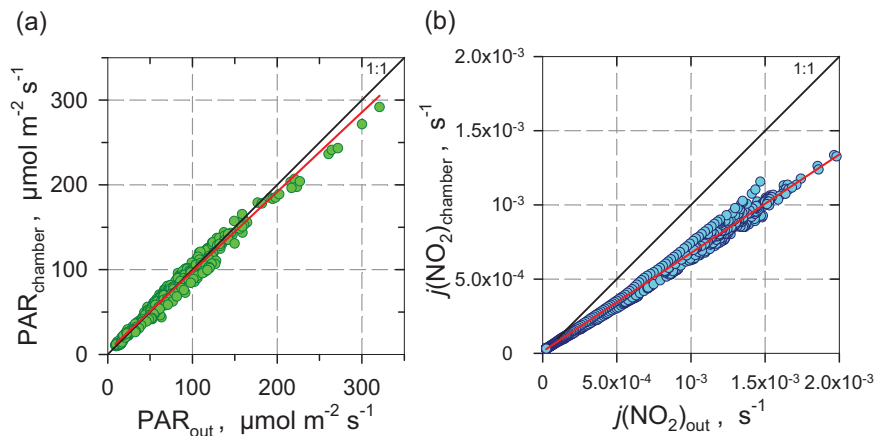 (a)
(b)
1:1
300
200
100
0
0
100
200
300
PAR_chamber, μmol m⁻² s⁻¹
PAR_out, μmol m⁻² s⁻¹
1:1
2.0x10⁻³
1.5x10⁻³
10⁻³
5.0x10⁻⁴
0
0
5.0x10⁻⁴
10⁻³
1.5x10⁻³
2.0x10⁻³
j(NO₂)chamber, s⁻¹
j(NO₂)out, s⁻¹